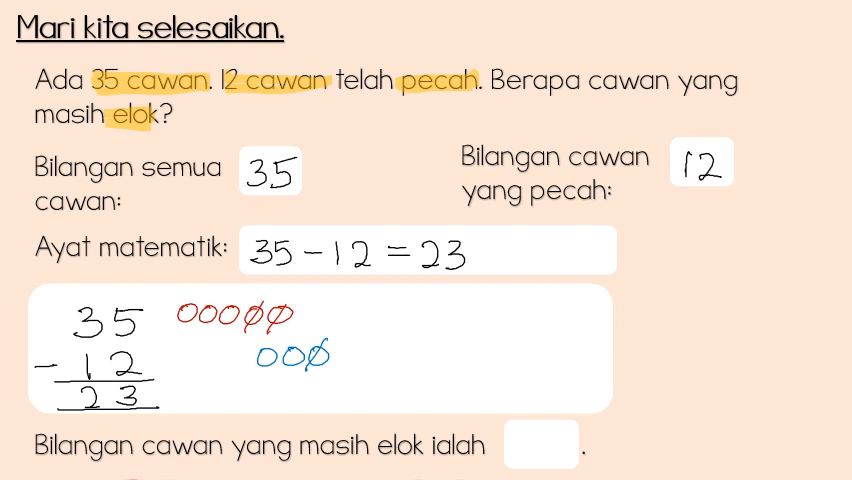 Mari kita selesaikan.
Ada 35 cawan. 12 cawan telah pecah. Berapa cawan yang
masih elok?
Bilangan semua
cawan:
35
Bilangan cawan
yang pecah:
12
Ayat matematik:
35 - 12 = 23
35
- 12
23
Bilangan cawan yang masih elok ialah .